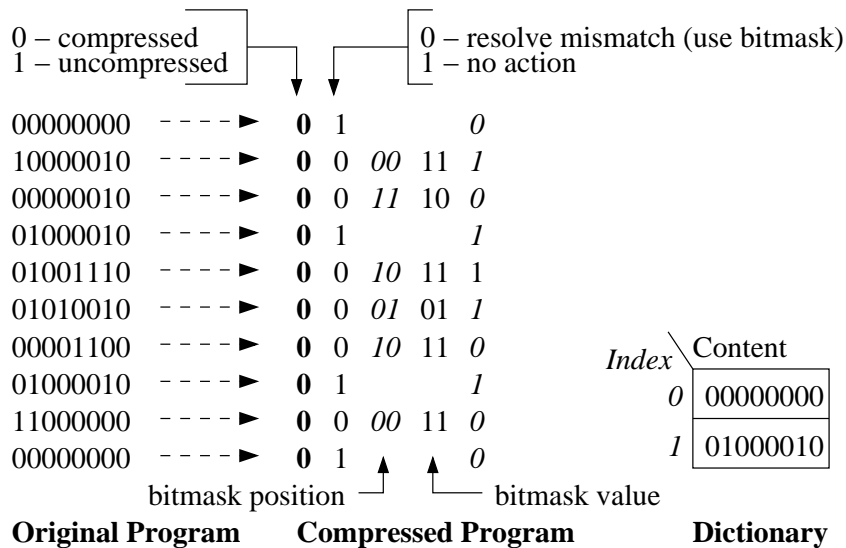 0 – compressed 0 – resolve mismatch (use bitmask)
1 – uncompressed 1 – no action
00000000 0 1 0
10000010 0 0 00 11 1
00000010 0 0 11 10 0
01000010 0 1 1
01001110 0 0 10 11 1
01010010 0 0 01 01 1
00001100 0 0 10 11 0
Index Content
01000010 0 1 1
0 00000000
11000000 0 0 00 11 0
1 01000010
00000000 0 1 0
bitmask position bitmask value
Original Program Compressed Program Dictionary